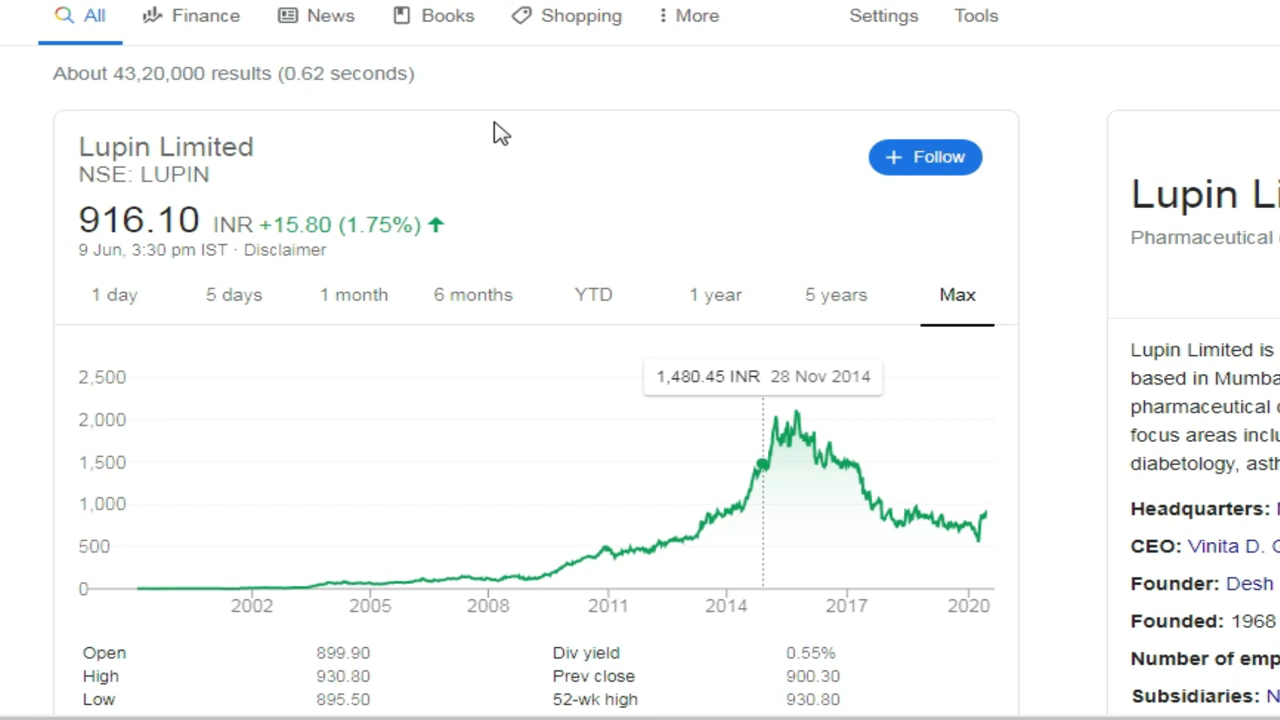 All Finance News Books Shopping More Settings Tools
About 43,20,000 results (0.62 seconds)
Lupin Limited
NSE: LUPIN
+ Follow
916.10 INR +15.80 (1.75%)
9 Jun, 3:30 pm IST · Disclaimer
1 day 5 days 1 month 6 months YTD 1 year 5 years Max
1,480.45 INR 28 Nov 2014
2,500
2,000
1,500
1,000
500
0
2002 2005 2008 2011 2014 2017 2020
Open 899.90 Div yield 0.55%
High 930.80 Prev close 900.30
Low 895.50 52-wk high 930.80
Lupin Li
Pharmaceutical
Lupin Limited is
based in Mumba
pharmaceutical
focus areas inclu
diabetology, asth
Headquarters:
CEO: Vinita D.
Founder: Desh
Founded: 1968
Number of emp
Subsidiaries: N